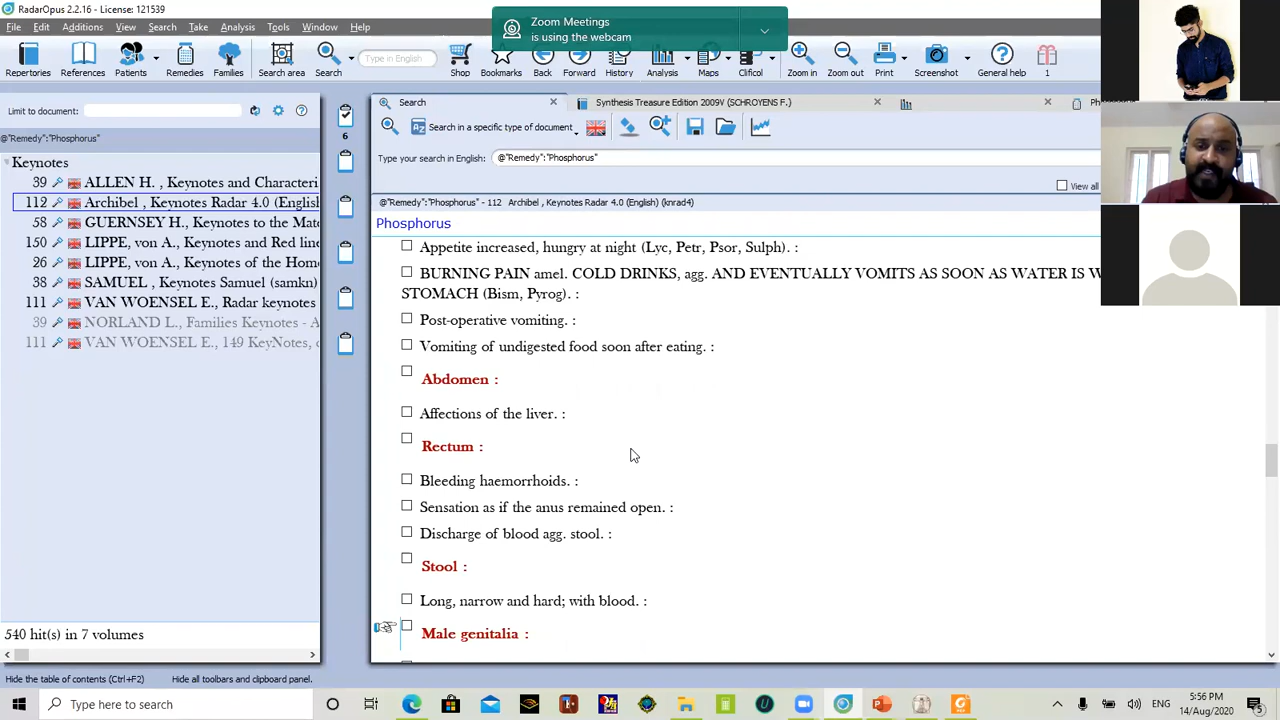 RadarOpus 2.2.16 - License: 121539
File Edit Additions View Search Take Analysis Tools Window Help
Zoom Meetings
is using the webcam
Repertories References Patients Remedies Families Search area Search Type in English Shop Bookmarks Back Forward History Analysis Maps Clificol Zoom in Zoom out Print Screenshot General help 1
Limit to document:
@"Remedy":"Phosphorus"
Keynotes
39 ALLEN H. , Keynotes and Characteri
112 Archibel , Keynotes Radar 4.0 (English
58 GUERNSEY H., Keynotes to the Mat
150 LIPPE, von A., Keynotes and Red line
26 LIPPE, von A., Keynotes of the Hom
38 SAMUEL , Keynotes Samuel (samkn)
111 VAN WOENSEL E., Radar keynotes
39 NORLAND L., Families Keynotes - A
111 VAN WOENSEL E., 149 KeyNotes, c
540 hit(s) in 7 volumes
6
Search
Synthesis Treasure Edition 2009V (SCHROYENS F.)
Search in a specific type of document
Type your search in English: @"Remedy":"Phosphorus"
View all
@"Remedy":"Phosphorus" - 112 Archibel , Keynotes Radar 4.0 (English) (knrad4)
Phosphorus
Appetite increased, hungry at night (Lyc, Petr, Psor, Sulph). :
BURNING PAIN amel. COLD DRINKS, agg. AND EVENTUALLY VOMITS AS SOON AS WATER IS W
STOMACH (Bism, Pyrog). :
Post-operative vomiting. :
Vomiting of undigested food soon after eating. :
Abdomen :
Affections of the liver. :
Rectum :
Bleeding haemorrhoids. :
Sensation as if the anus remained open. :
Discharge of blood agg. stool. :
Stool :
Long, narrow and hard; with blood. :
Male genitalia :
Hide the table of contents (Ctrl+F2) Hide all toolbars and clipboard panel.
Type here to search
ENG
5:56 PM
14/Aug/2020
5